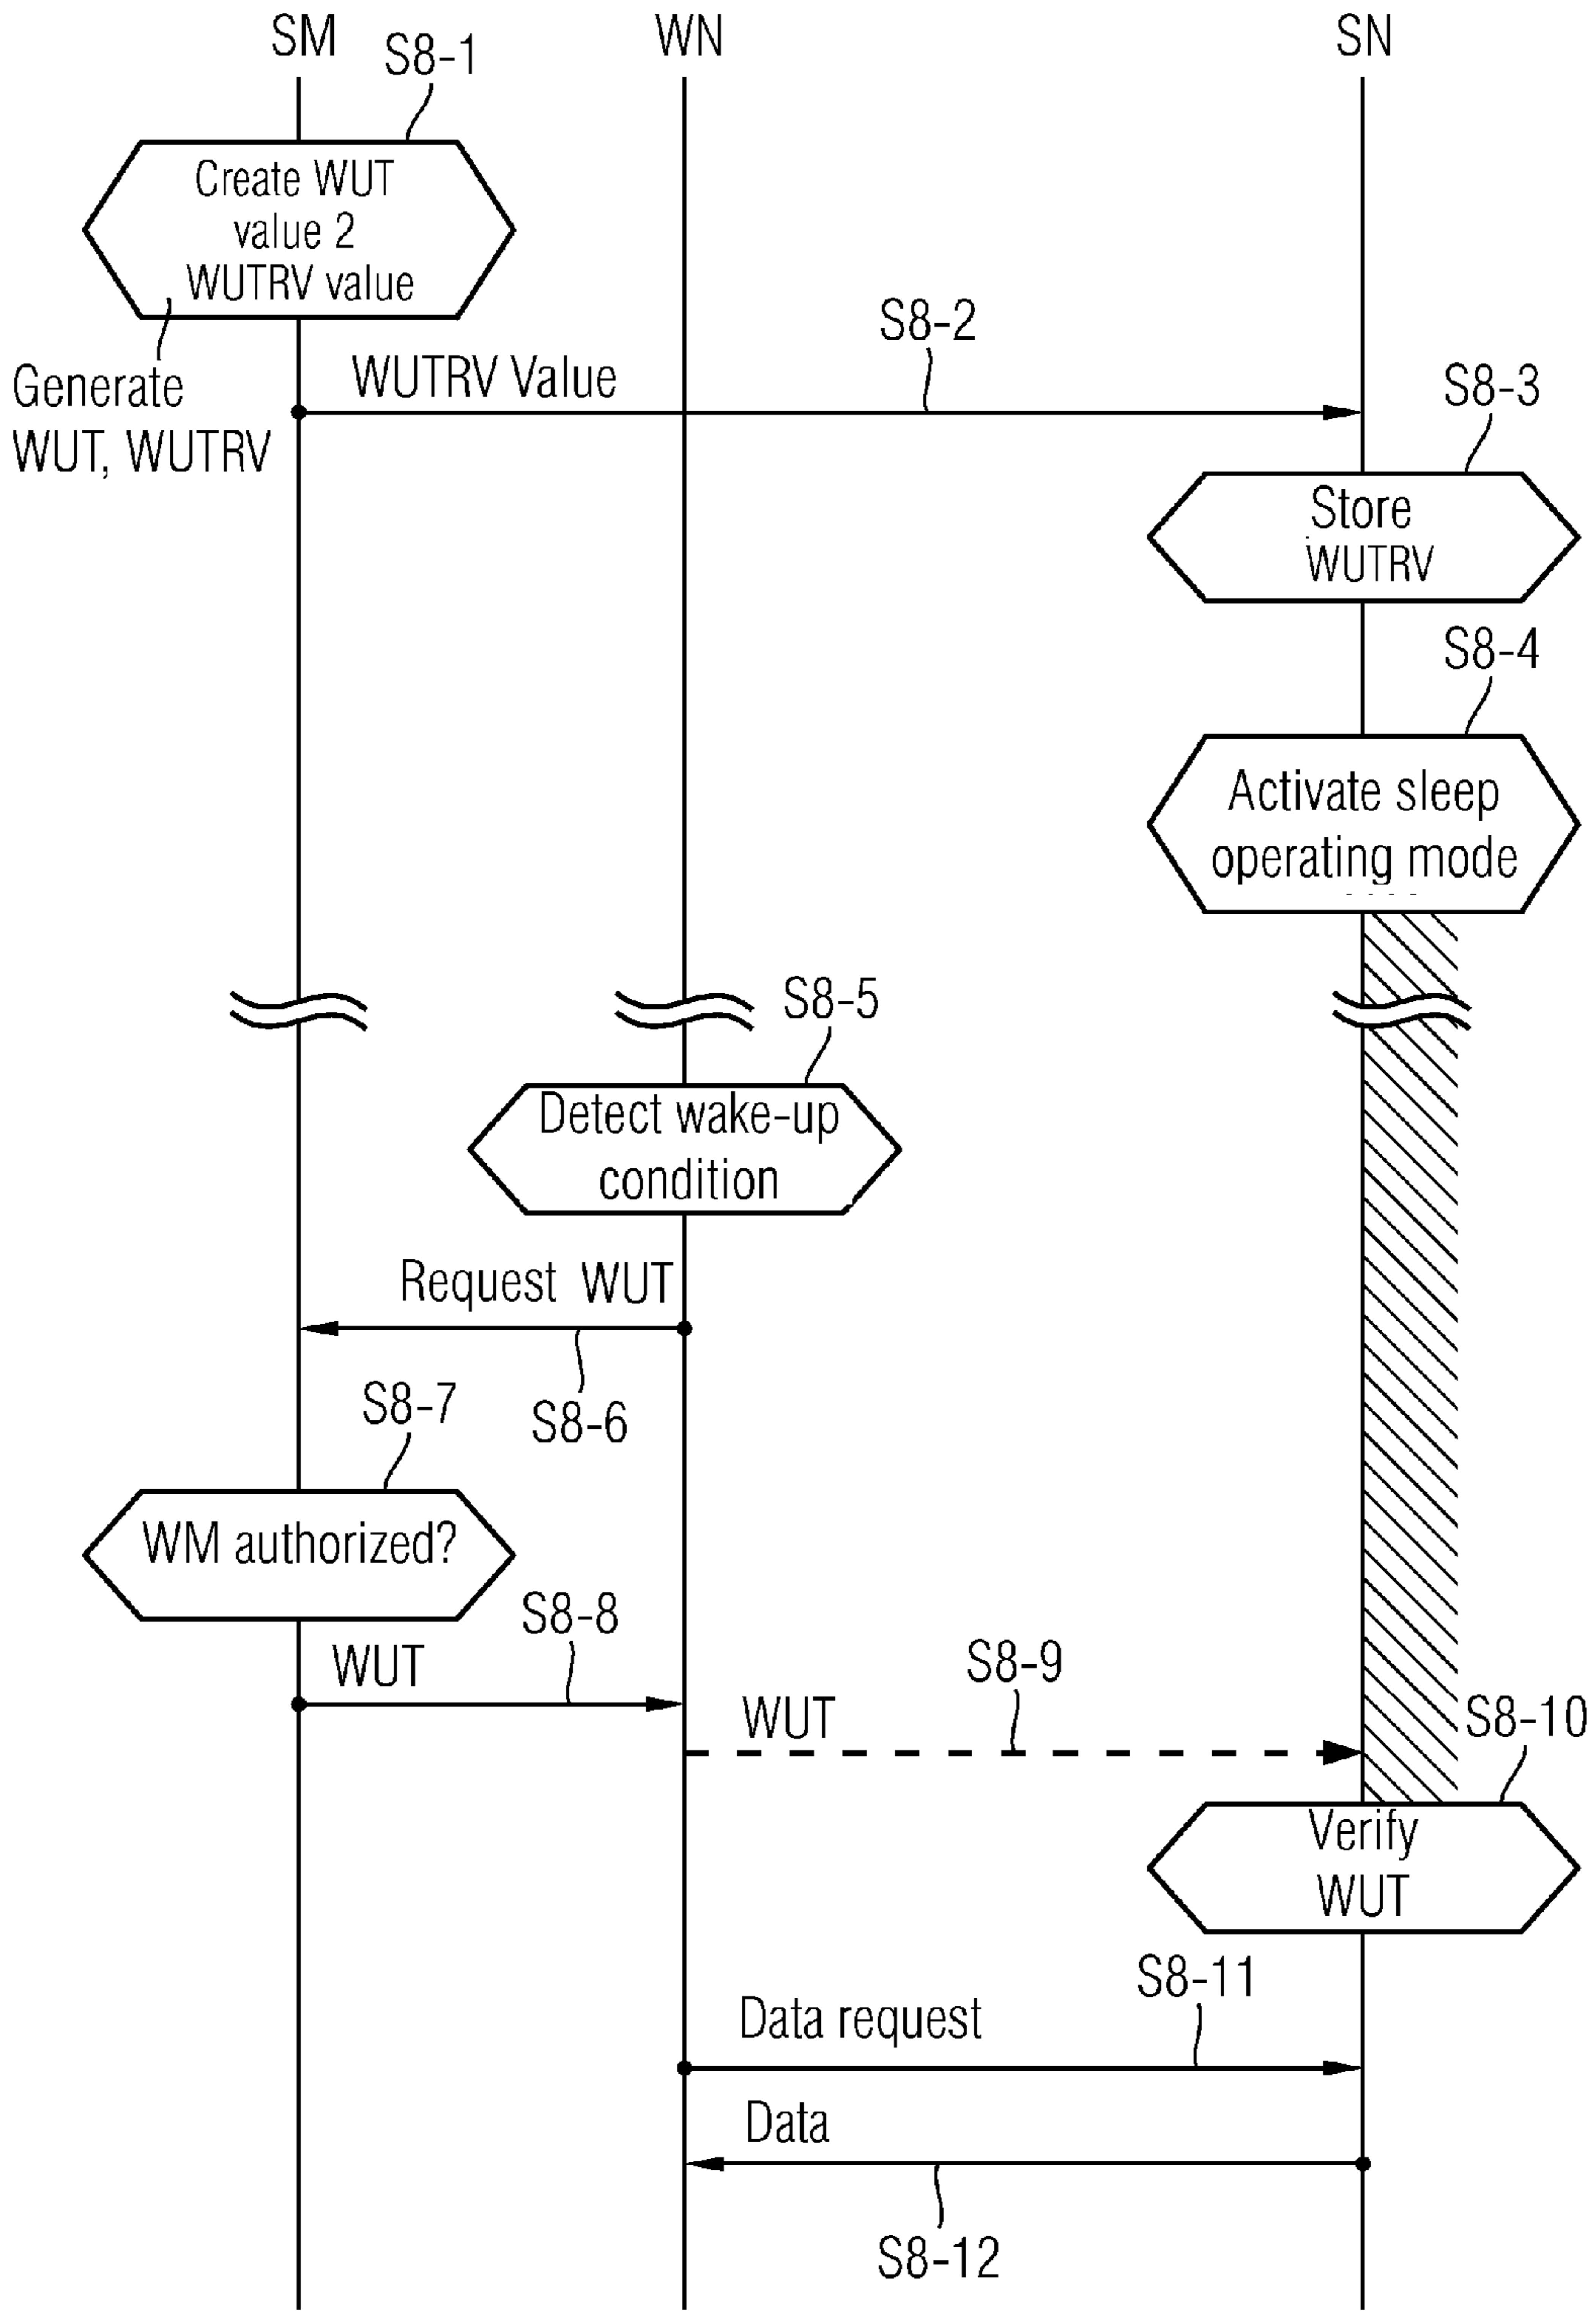 SM
WN
SN
S8-1
Create WUT
value 2
WUTRV value
Generate
WUT, WUTRV
WUTRV Value
S8-2
S8-3
Store
WUTRV
S8-4
Activate sleep
operating mode
S8-5
Detect wake-up
condition
Request WUT
S8-6
S8-7
WM authorized?
S8-8
WUT
S8-9
WUT
S8-10
Verify
WUT
S8-11
Data request
Data
S8-12